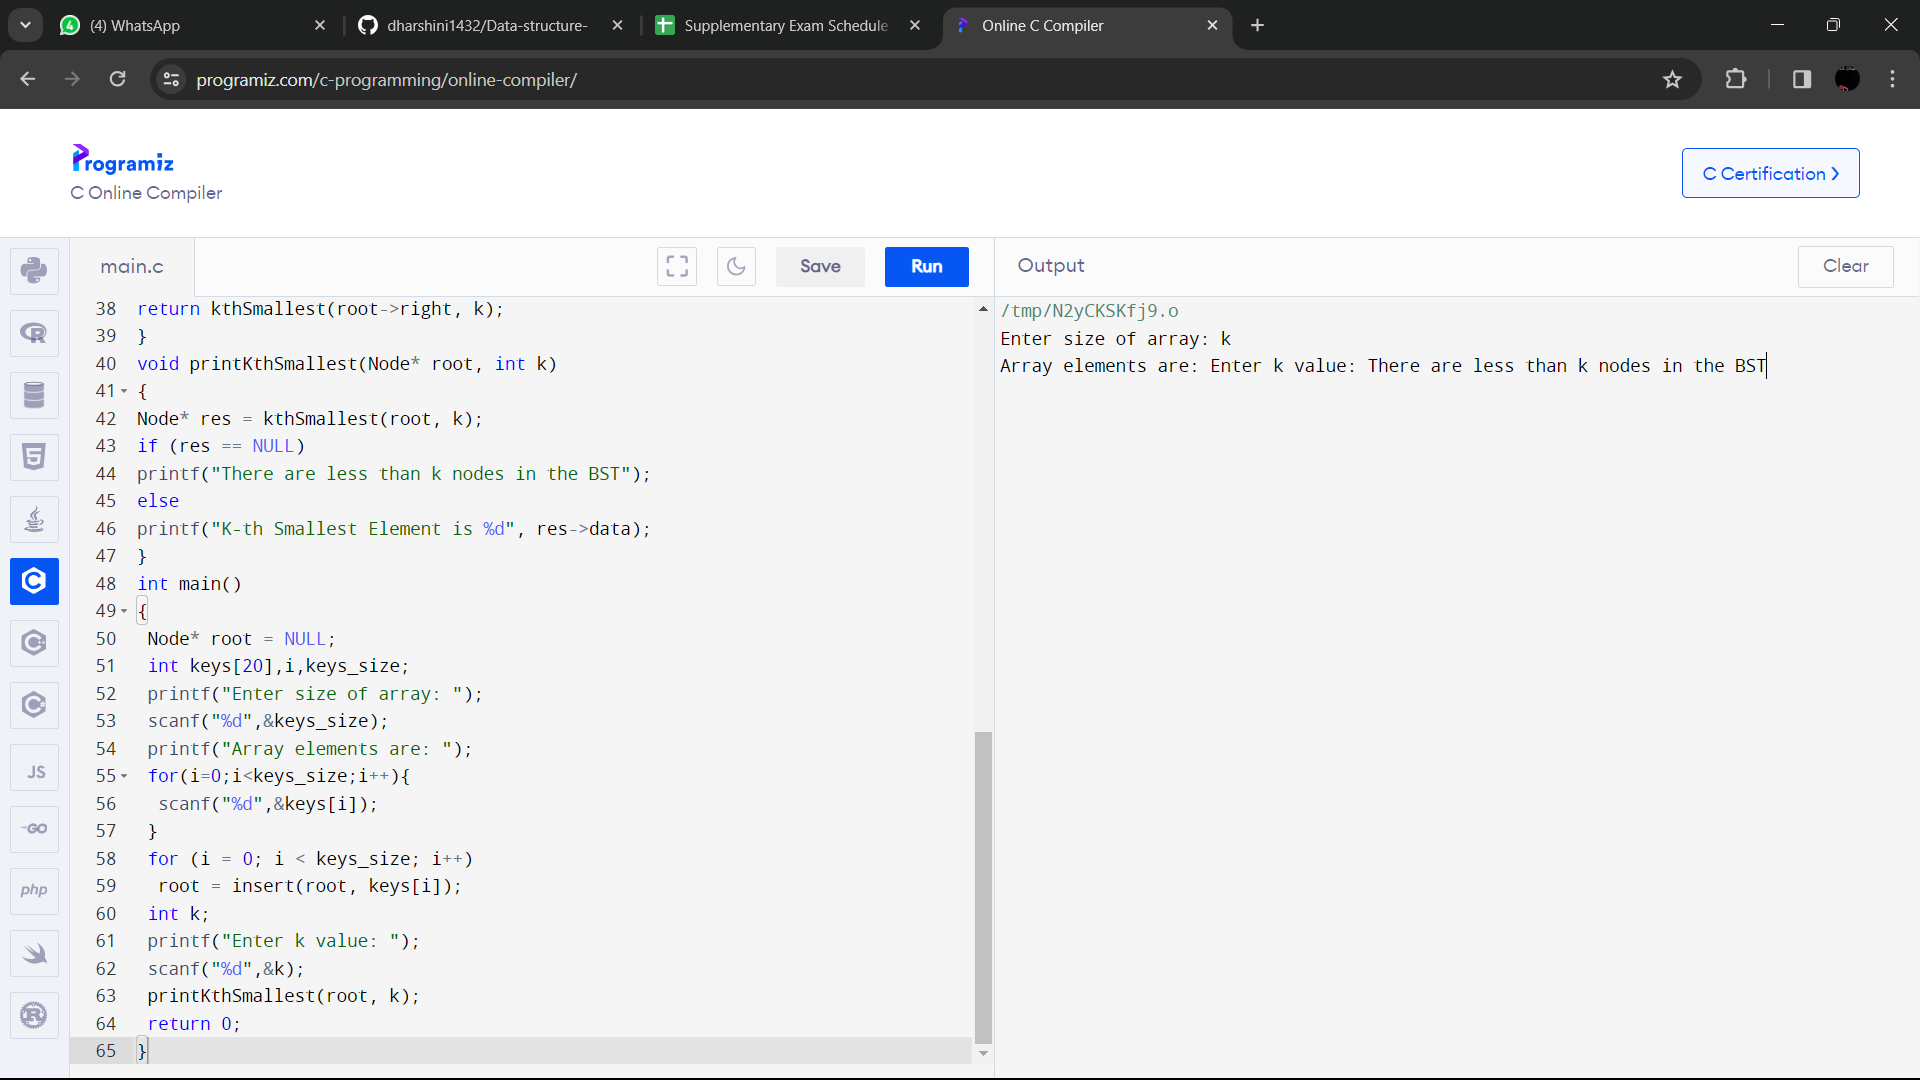 (4) WhatsApp
dharshini1432/Data-structure-
Supplementary Exam Schedule
Online C Compiler
programiz.com/c-programming/online-compiler/
Programiz
C Online Compiler
C Certification
main.c
Save
Run
Output
Clear
38 return kthSmallest(root->right, k);
39 }
40 void printKthSmallest(Node* root, int k)
41 {
42 Node* res = kthSmallest(root, k);
43 if (res == NULL)
44 printf("There are less than k nodes in the BST");
45 else
46 printf("K-th Smallest Element is %d", res->data);
47 }
48 int main()
49 {
50 Node* root = NULL;
51 int keys[20],i,keys_size;
52 printf("Enter size of array: ");
53 scanf("%d",&keys_size);
54 printf("Array elements are: ");
55 for(i=0;i<keys_size;i++){
56 scanf("%d",&keys[i]);
57 }
58 for (i = 0; i < keys_size; i++)
59 root = insert(root, keys[i]);
60 int k;
61 printf("Enter k value: ");
62 scanf("%d",&k);
63 printKthSmallest(root, k);
64 return 0;
65 }
/tmp/N2yCKSKfj9.o
Enter size of array: k
Array elements are: Enter k value: There are less than k nodes in the BST
R
5
C
C
C
JS
GO
php
R